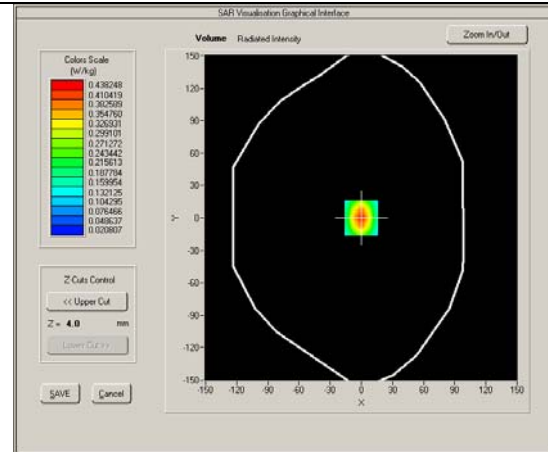 SAR Visualisation Graphical Interface
Volume Radiated Intensity
Zoom In/Out
Colors Scale
(W/kg)
0.438248
0.410419
0.382589
0.354760
0.326931
0.299101
0.271272
0.243442
0.215613
0.187784
0.159954
0.132125
0.104295
0.076466
0.048637
0.020807
Z-Cuts Control
<< Upper Cut
Z = 4.0 mm
Lower Cut >>
SAVE Cancel
150
120
90
60
30
0
-30
-60
-90
-120
-150
Y
-150 -120 -90 -60 -30 0 30 60 90 120 150
X